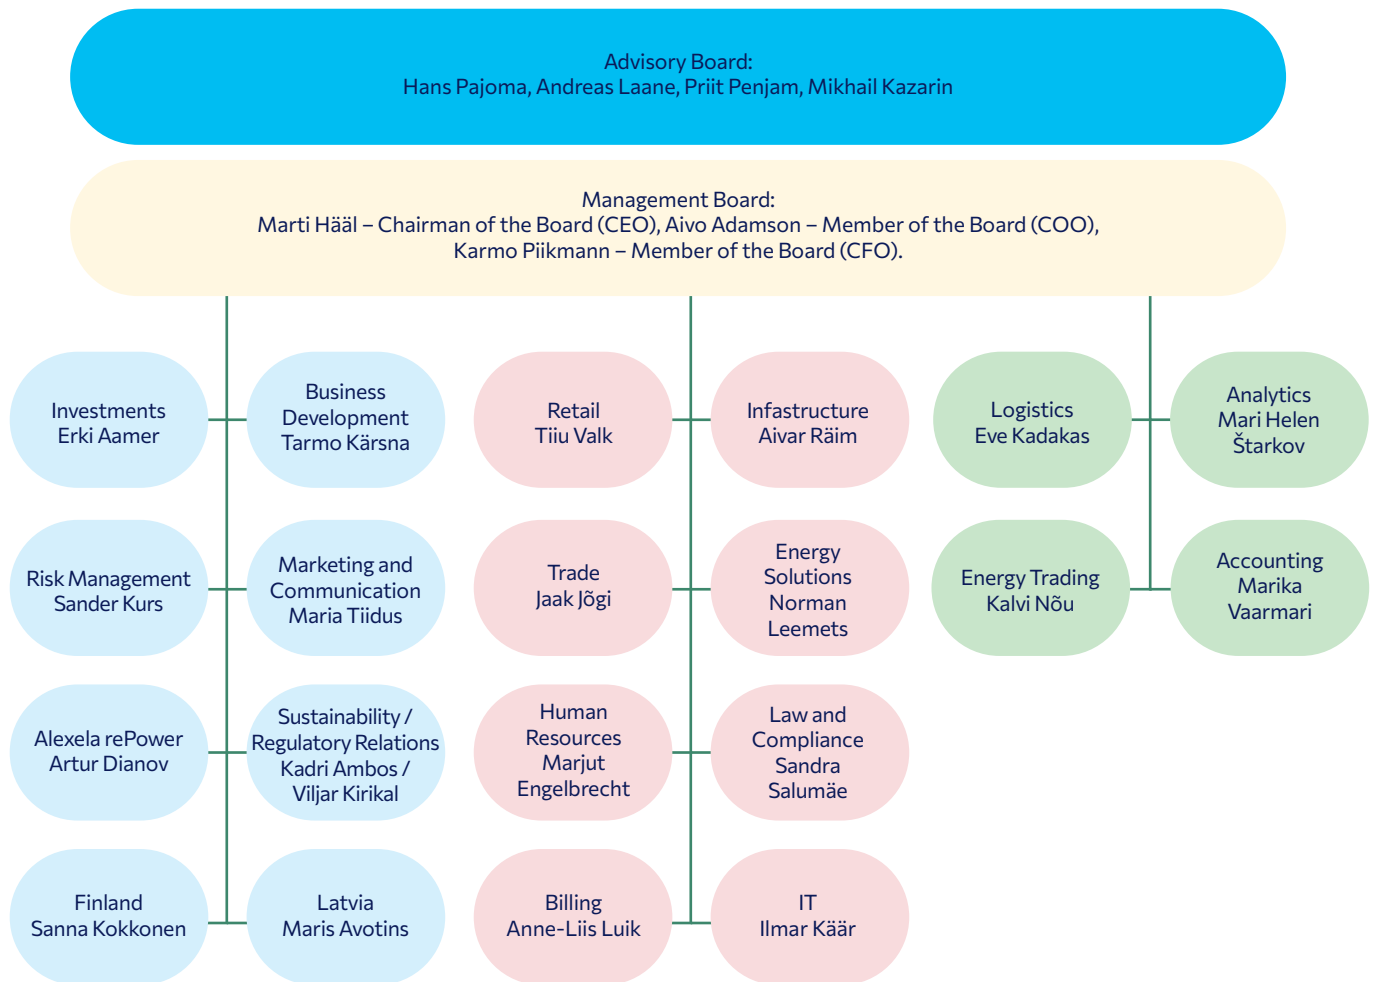 Advisory Board:
Hans Pajoma, Andreas Laane, Priit Penjam, Mikhail Kazarin
Management Board:
Marti Hääl – Chairman of the Board (CEO), Aivo Adamson – Member of the Board (COO),
Karmo Piikmann – Member of the Board (CFO).
Investments
Erki Aamer
Business
Development
Tarmo Kärsna
Retail
Tiiu Valk
Infastructure
Aivar Räim
Logistics
Eve Kadakas
Analytics
Mari Helen
Štarkov
Risk Management
Sander Kurs
Marketing and
Communication
Maria Tiidus
Trade
Jaak Jõgi
Energy
Solutions
Norman
Leemets
Energy Trading
Kalvi Nõu
Accounting
Marika
Vaarmari
Alexela rePower
Artur Dianov
Sustainability /
Regulatory Relations
Kadri Ambos /
Viljar Kirikal
Human
Resources
Marjut
Engelbrecht
Law and
Compliance
Sandra
Salumäe
Finland
Sanna Kokkonen
Latvia
Maris Avotins
Billing
Anne-Liis Luik
IT
Ilmar Käär